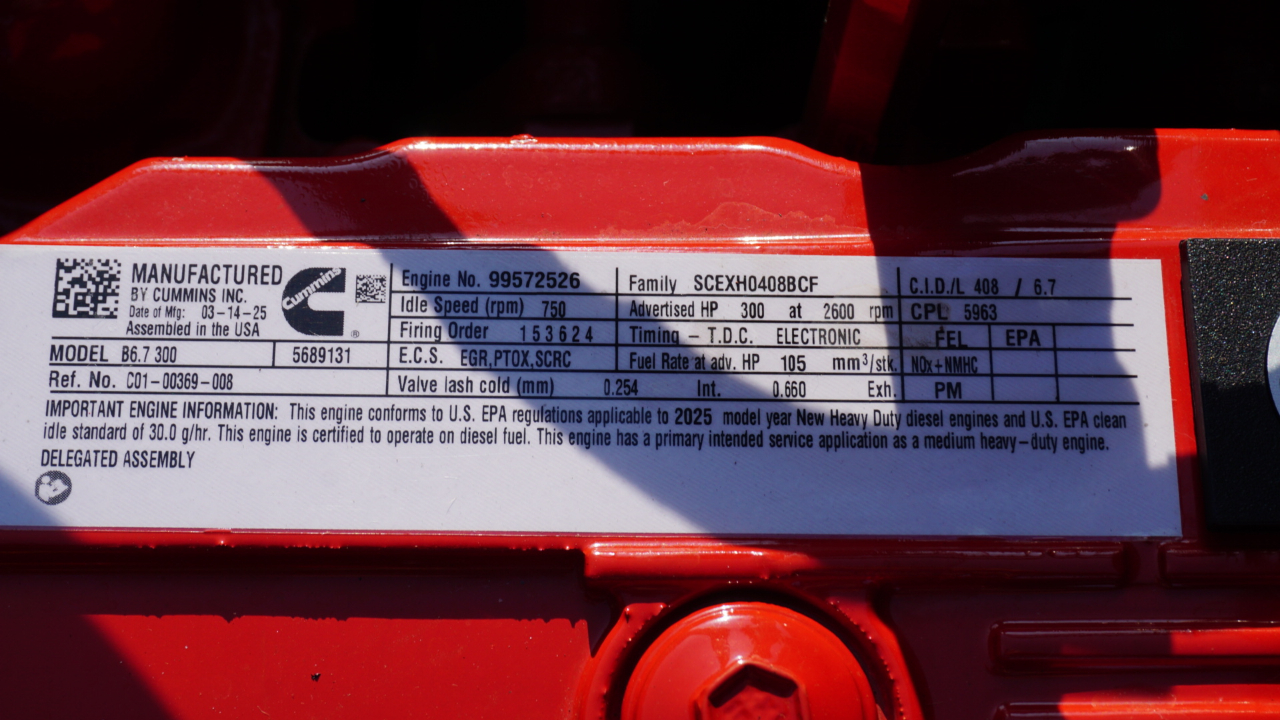 MANUFACTURED
BY CUMMINS INC.
Date of Mfg: 03-14-25
Assembled in the USA
Cummins
®
MODEL B6.7 300 5689131
Ref. No. C01-00369-008
Engine No. 99572526
Idle Speed (rpm) 750
Firing Order 153624
E.C.S. EGR,PTOX,SCRC
Valve lash cold (mm) 0.254 Int. 0.660 Exh.
Family SCEXH0408BCF
Advertised HP 300 at 2600 rpm
Timing - T.D.C. ELECTRONIC
Fuel Rate at adv. HP 105 mm³/stk.
C.I.D./L 408 / 6.7
CPL 5963
FEL EPA
NOx+NMHC
PM
IMPORTANT ENGINE INFORMATION: This engine conforms to U.S. EPA regulations applicable to 2025 model year New Heavy Duty diesel engines and U.S. EPA clean
idle standard of 30.0 g/hr. This engine is certified to operate on diesel fuel. This engine has a primary intended service application as a medium heavy-duty engine.
DELEGATED ASSEMBLY